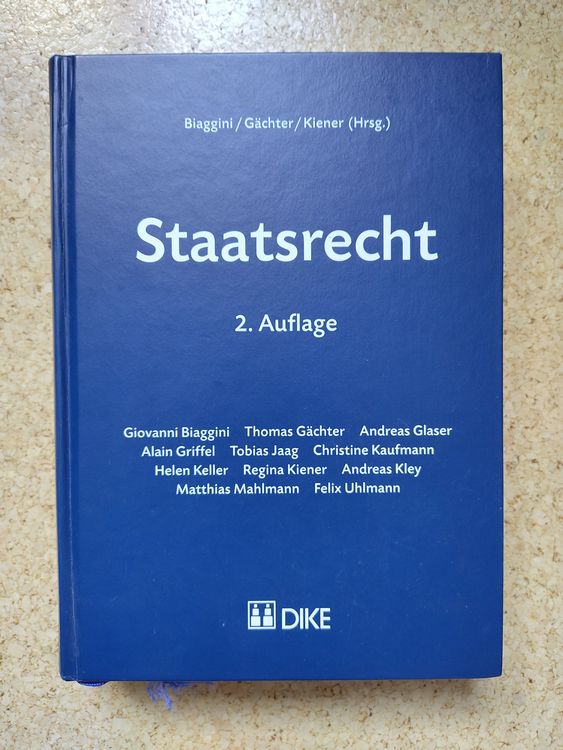 Biaggini/Gächter/Kiener (Hrsg.)
Staatsrecht
2. Auflage
Giovanni Biaggini Thomas Gächter Andreas Glaser
Alain Griffel Tobias Jaag Christine Kaufmann
Helen Keller Regina Kiener Andreas Kley
Matthias Mahlmann Felix Uhlmann
DIKE